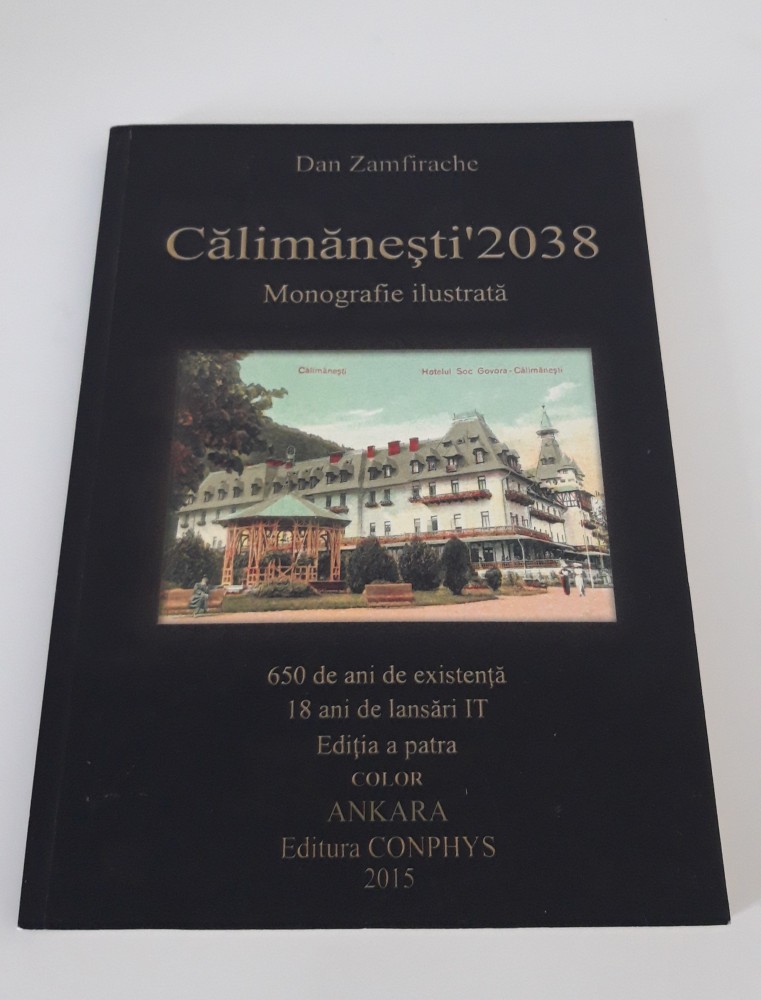 Dan Zamfirache
Călimăneşti'2038
Monografie ilustrată
Călimăneşti
Hotelul Soc Govora - Călimăneşti
650 de ani de existenţă
18 ani de lansări IT
Ediţia a patra
COLOR
ANKARA
Editura CONPHYS
2015